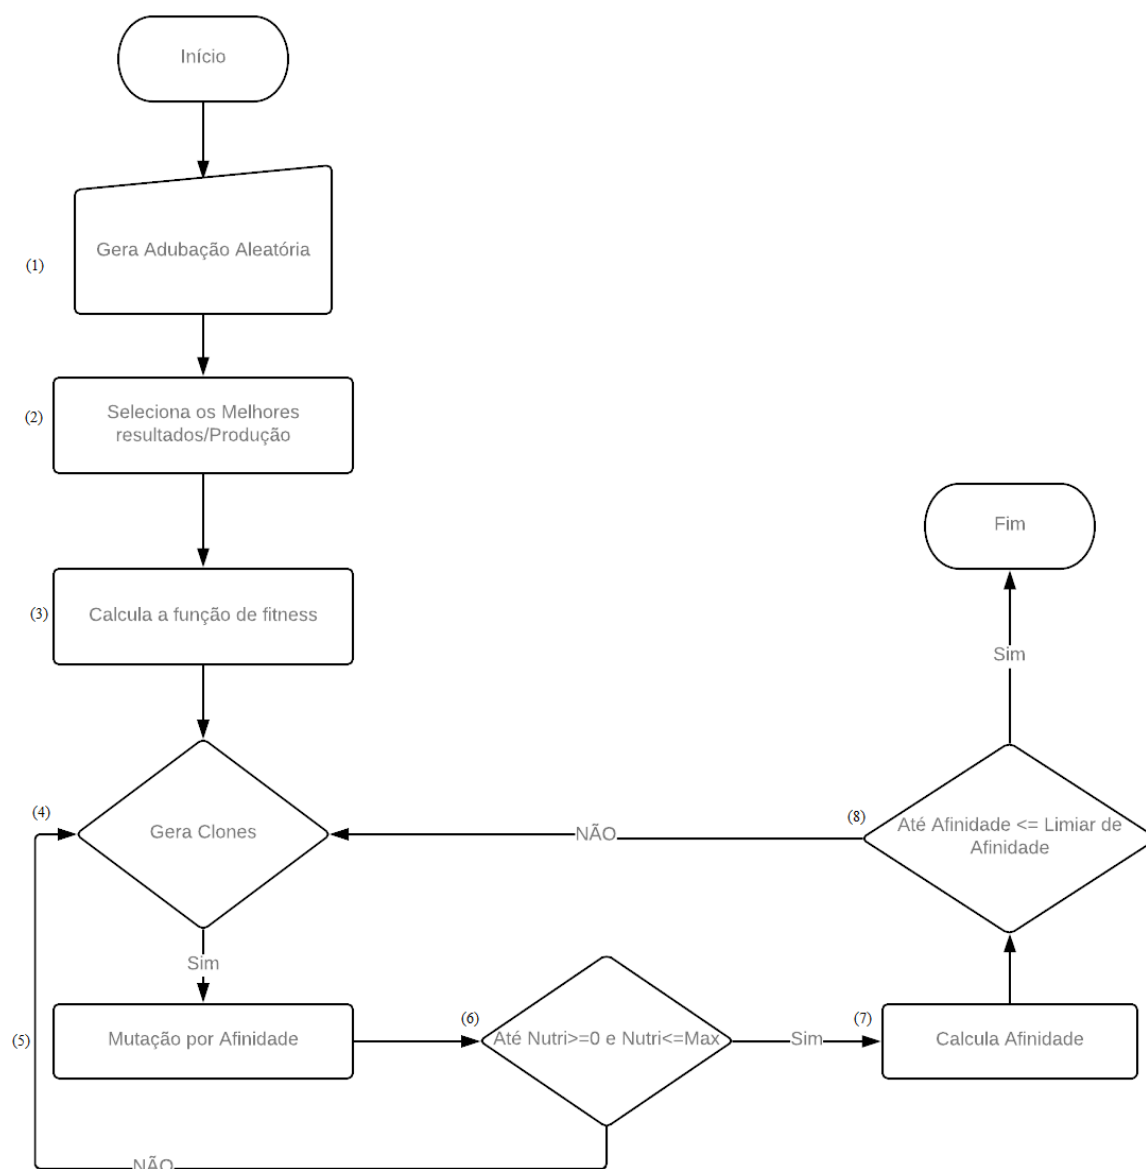 Início
(1)
Gera Adubação Aleatória
(2)
Seleciona os Melhores
resultados/Produção
(3)
Calcula a função de fitness
(4)
Gera Clones
Sim
(5)
Mutação por Afinidade
(6)
Até Nutri>=0 e Nutri<=Max
NÃO
Sim
(7)
Calcula Afinidade
(8)
Até Afinidade <= Limiar de
Afinidade
NÃO
Sim
Fim